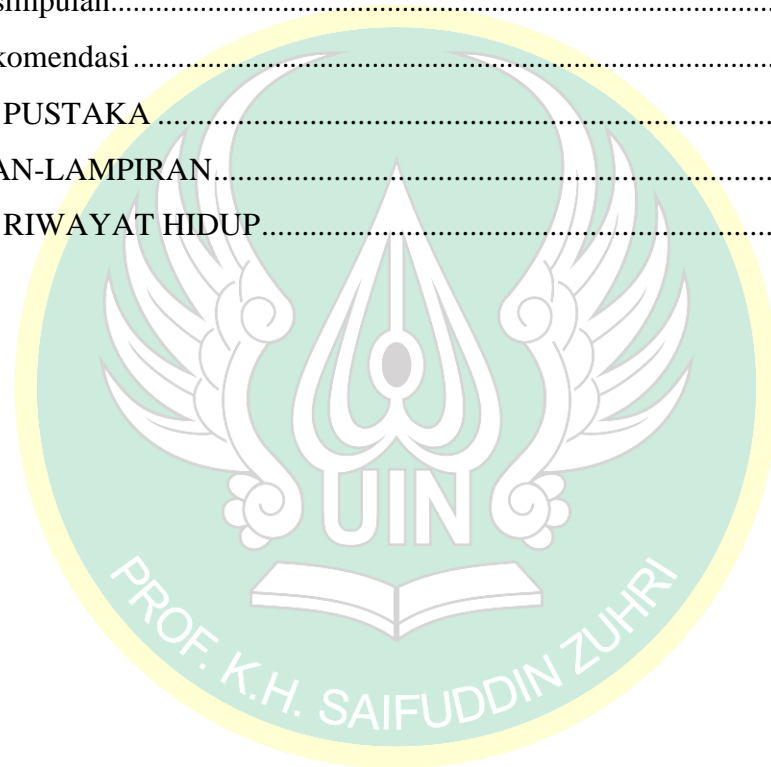 simpulan..........................................................................
komendasi......................................................................
PUSTAKA..................................................................
AN-LAMPIRAN...........................................................
RIWAYAT HIDUP....................................................
UIN
PROF. K.H. SAIFUDDIN ZUHRI